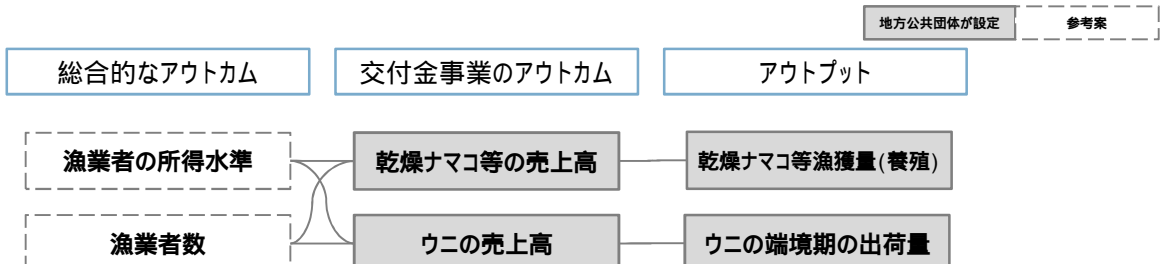 地方公共団体が設定
参考案
総合的なアウトカム
交付金事業のアウトカム
アウトプット
漁業者の所得水準
乾燥ナマコ等の売上高
乾燥ナマコ等漁獲量(養殖)
漁業者数
ウニの売上高
ウニの端境期の出荷量